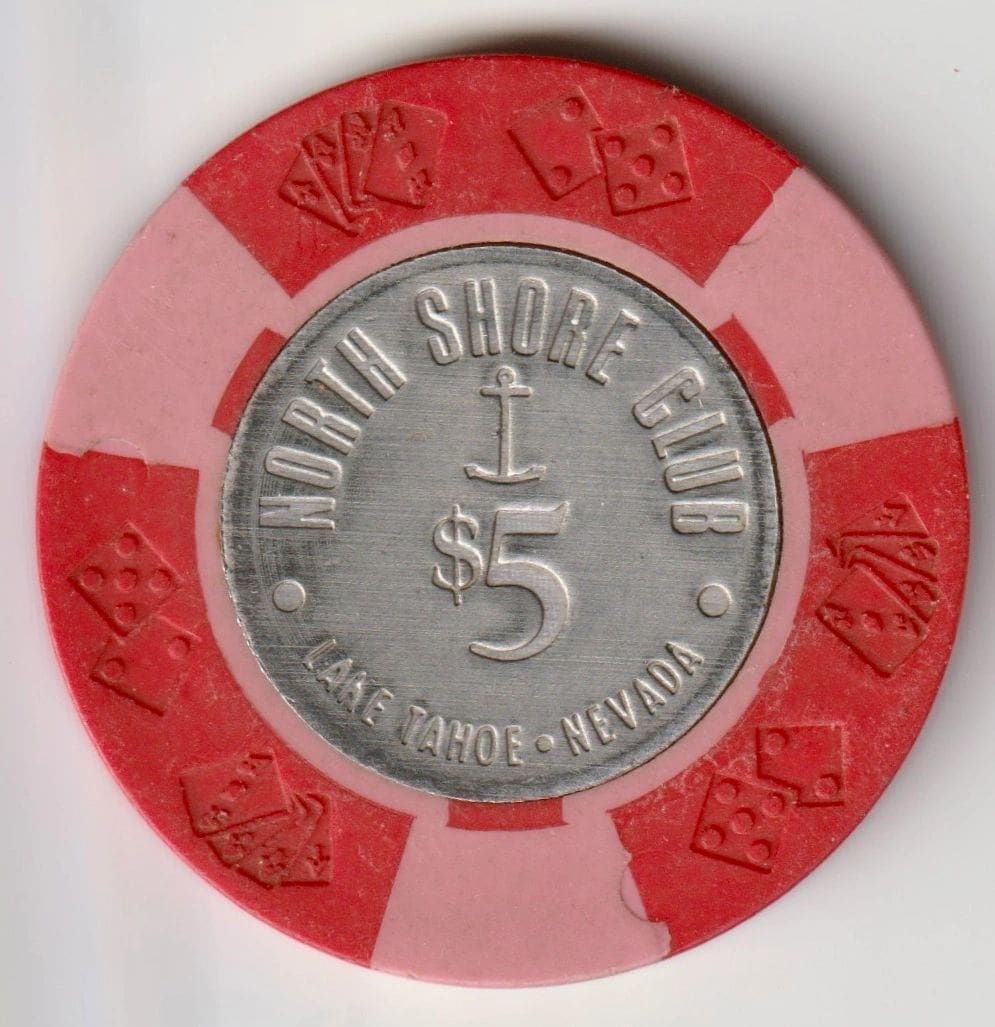 NORTH SHORE CLUB
$5
LAKE TAHOE • NEVADA